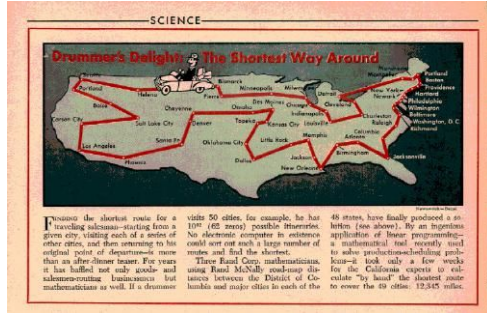 SCIENCE
Drummer's Delight: The Shortest Way Around
Seattle
Portland
Helena
Boise
Carson City
Salt Lake City
Los Angeles
Phoenix
Santa Fe
Denver
Cheyenne
Pierre
Bismarck
Minneapolis
Milwaukee
Des Moines
Omaha
Chicago
Detroit
Cleveland
Indianapolis
Louisville
Topeka
Kansas City
Oklahoma City
Little Rock
Dallas
Memphis
Jackson
New Orleans
Birmingham
Atlanta
Columbia
Jacksonville
Charleston
Raleigh
Manchester
Montpelier
Portland
Boston
Providence
Hartford
New York
Newark
Philadelphia
Wilmington
Baltimore
Washington, D.C.
Richmond
FINDING the shortest route for a
traveling salesman—starting from a
given city, visiting each of a series of
other cities, and then returning to his
original point of departure—is more
than an after-dinner teaser. For years
it has baffled not only goods- and
salesmen-routing businesses but
mathematicians as well. If a drummer
visits 50 cities, for example, he has
10⁶² (62 zeros) possible itineraries.
No electronic computer in existence
could sort out such a large number of
routes and find the shortest.
Three Rand Corp. mathematicians,
using Rand McNally road-map dis-
tances between the District of Co-
lumbia and major cities in each of the
48 states, have finally produced a so-
lution (see above). By an ingenious
application of linear programming—
a mathematical tool recently used
to solve production-scheduling prob-
lems—it took only a few weeks
for the California experts to cal-
culate "by hand" the shortest route
to cover the 49 cities: 12,345 miles.